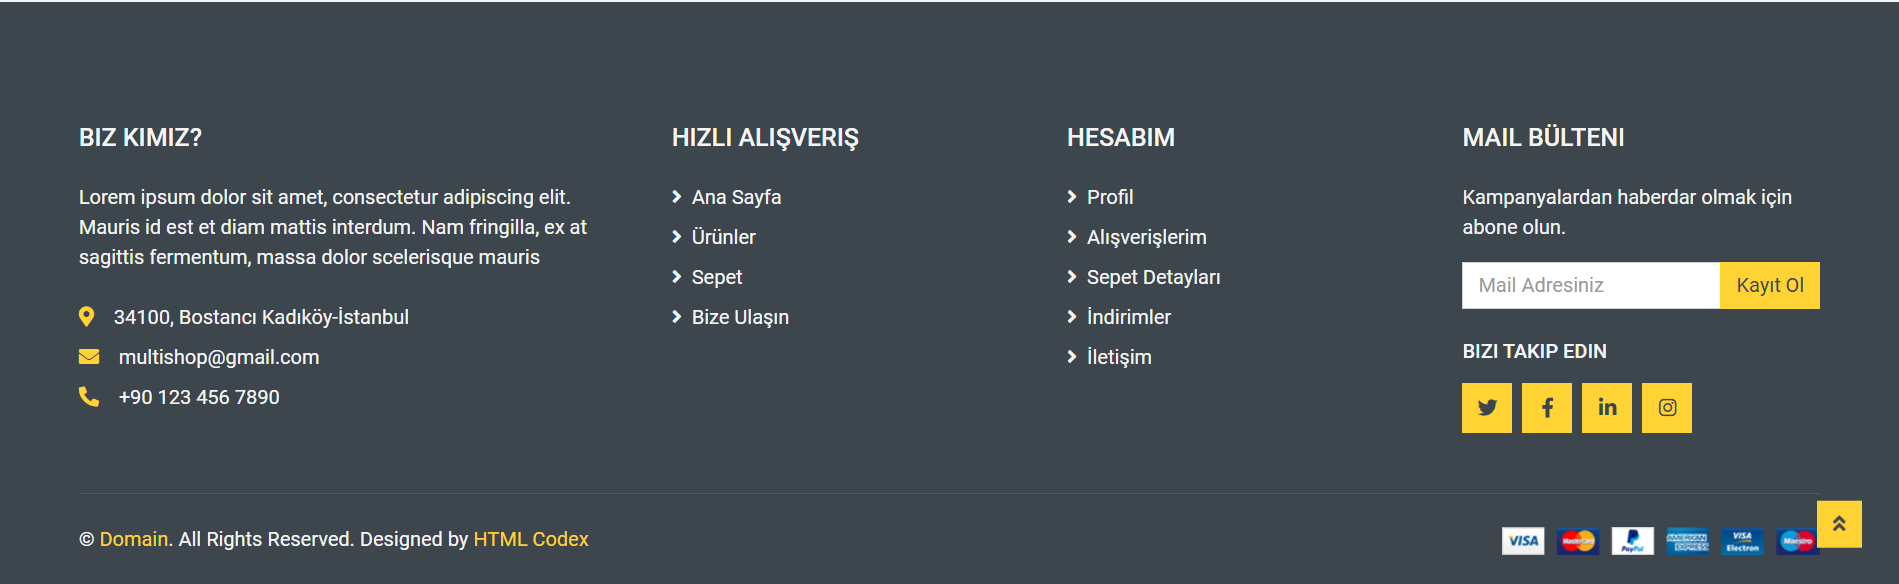 BIZ KIMIZ?
Lorem ipsum dolor sit amet, consectetur adipiscing elit.
Mauris id est et diam mattis interdum. Nam fringilla, ex at
sagittis fermentum, massa dolor scelerisque mauris
34100, Bostancı Kadıköy-İstanbul
multishop@gmail.com
+90 123 456 7890
HIZLI ALIŞVERIŞ
Ana Sayfa
Ürünler
Sepet
Bize Ulaşın
HESABIM
Profil
Alışverişlerim
Sepet Detayları
İndirimler
İletişim
MAIL BÜLTENI
Kampanyalardan haberdar olmak için
abone olun.
Mail Adresiniz
Kayıt Ol
BIZI TAKIP EDIN
© Domain. All Rights Reserved. Designed by HTML Codex
VISA
MasterCard
PayPal
AMERICAN
EXPRESS
VISA
Electron
Maestro